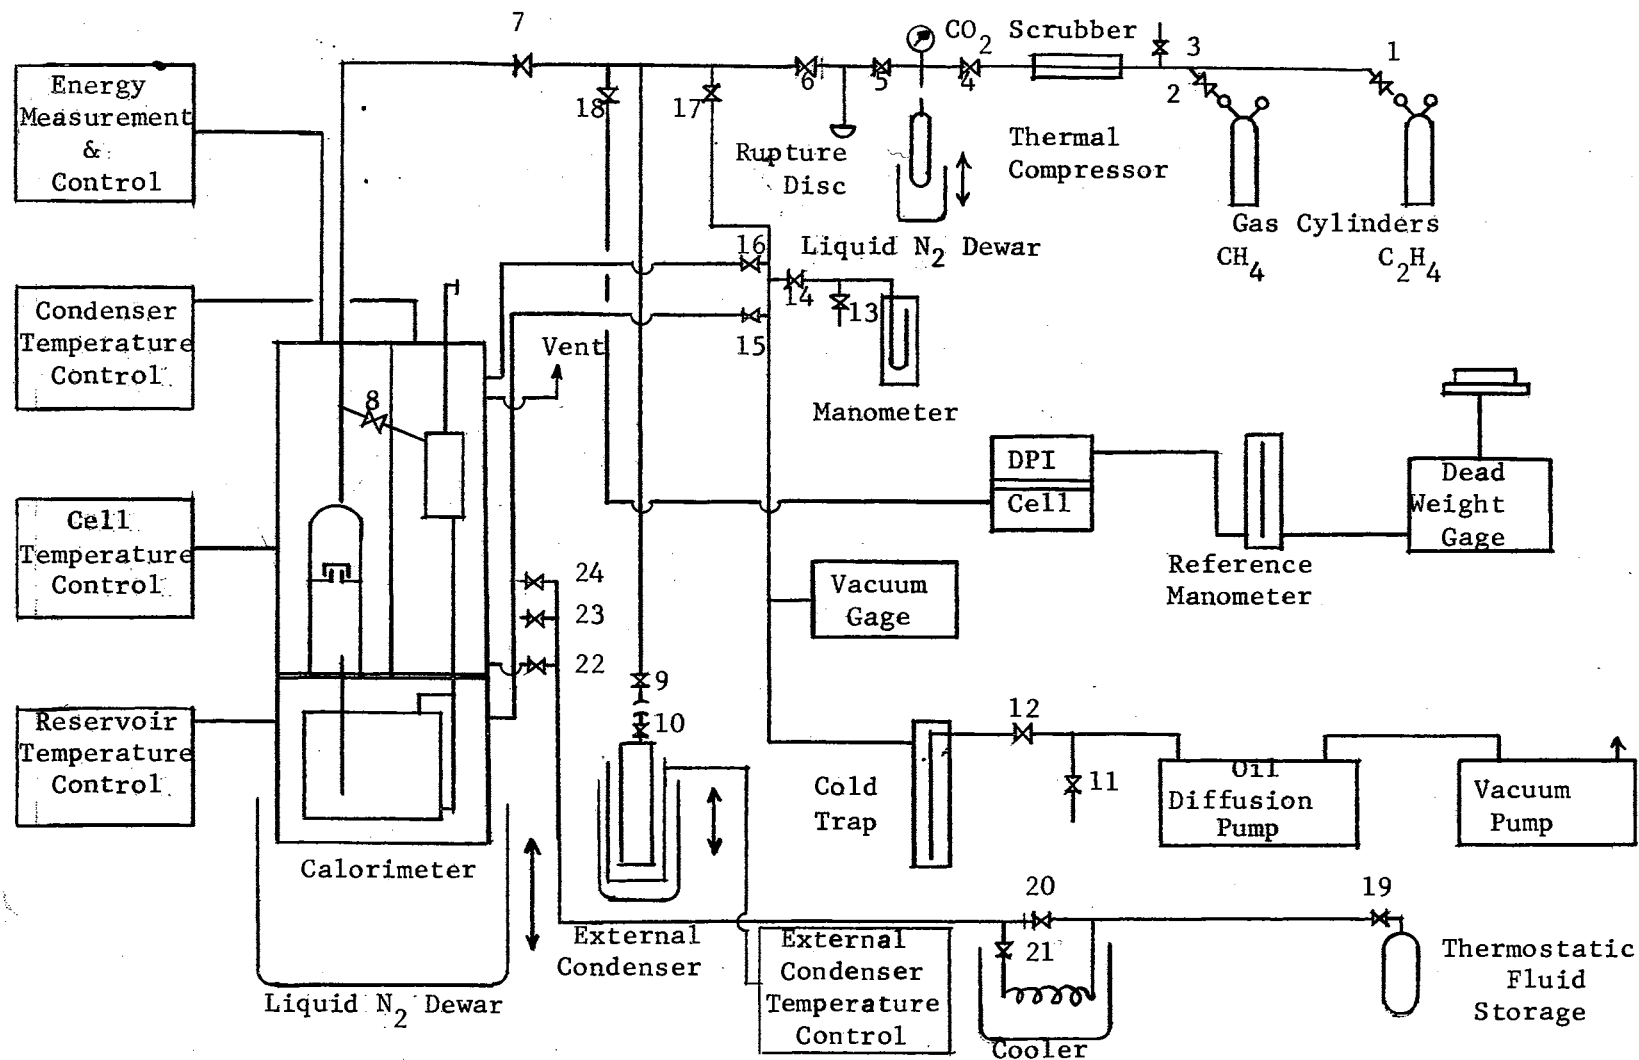 7
CO2 Scrubber
3
1
Energy
Measurement
&
Control
18
17
6
5
4
2
Rupture
Disc
Thermal
Compressor
Liquid N2 Dewar
Gas Cylinders
CH4
C2H4
16
14
13
15
Vent
Manometer
Condenser
Temperature
Control
8
DPI
Cell
Dead
Weight
Gage
Reference
Manometer
Cell
Temperature
Control
24
23
22
Vacuum
Gage
9
10
12
11
Reservoir
Temperature
Control
Cold
Trap
Oil
Diffusion
Pump
Vacuum
Pump
Calorimeter
20
19
21
External
Condenser
External
Condenser
Temperature
Control
Thermostatic
Fluid
Storage
Liquid N2 Dewar
Cooler